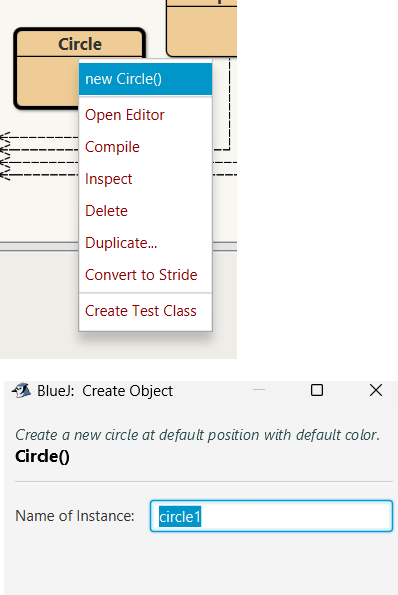 Circle
new Circle()
Open Editor
Compile
Inspect
Delete
Duplicate...
Convert to Stride
Create Test Class
BlueJ: Create Object
Create a new circle at default position with default color.
Circle()
Name of Instance: circle1